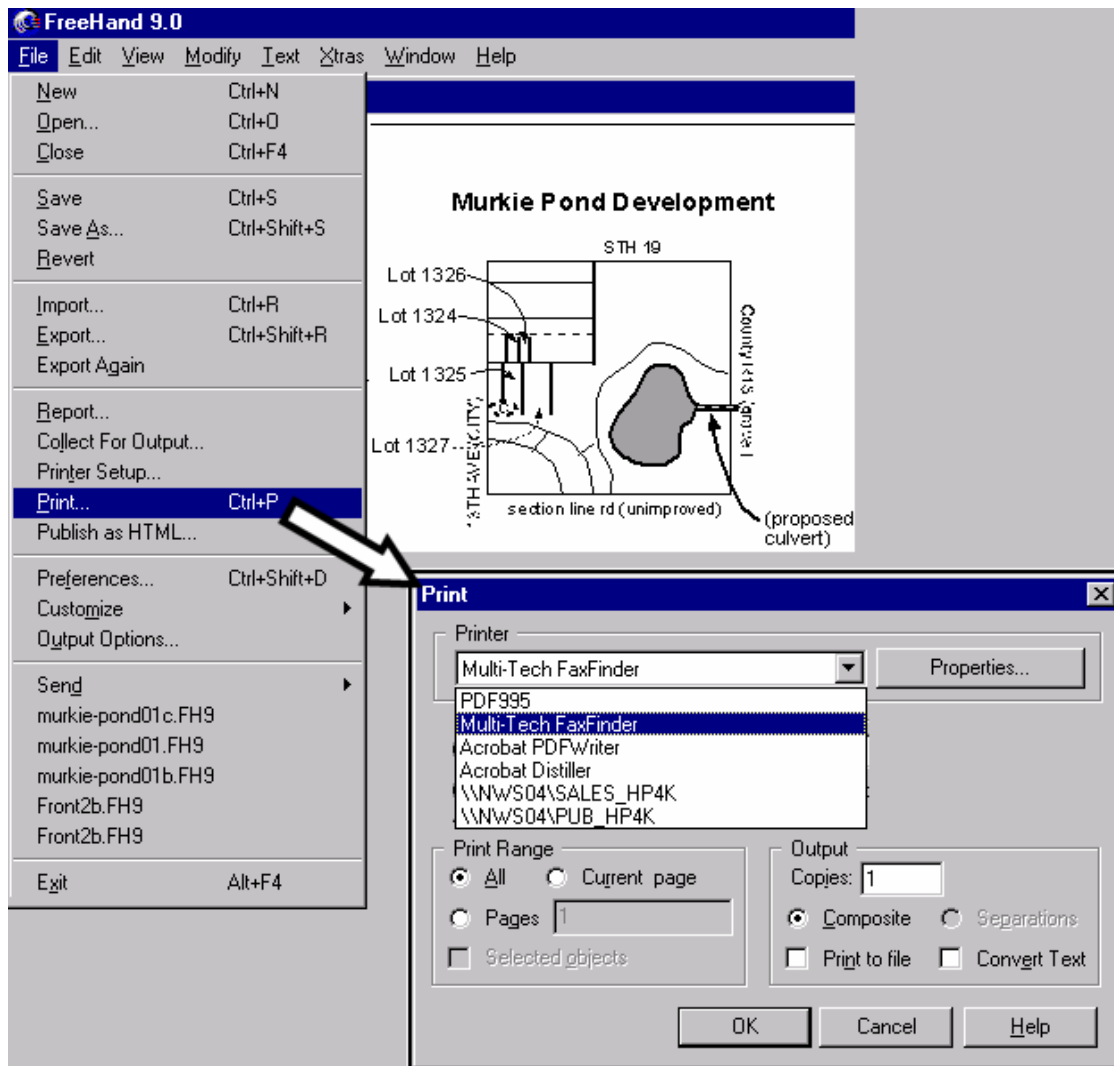 FreeHand 9.0
File Edit View Modify Text Xtras Window Help
New Ctrl+N
Open... Ctrl+O
Close Ctrl+F4
Save Ctrl+S
Save As... Ctrl+Shift+S
Revert
Import... Ctrl+R
Export... Ctrl+Shift+R
Export Again
Report...
Collect For Output...
Printer Setup...
Print... Ctrl+P
Publish as HTML...
Preferences... Ctrl+Shift+D
Customize
Output Options...
Send
murkie-pond01c.FH9
murkie-pond01.FH9
murkie-pond01b.FH9
Front2b.FH9
Front2b.FH9
Exit Alt+F4
Murkie Pond Development
STH 19
Lot 1326
Lot 1324
Lot 1325
Lot 1327
County
section line rd (unimproved)
(proposed
culvert)
Print
Printer
Multi-Tech FaxFinder
Properties...
PDF995
Multi-Tech FaxFinder
Acrobat PDFWriter
Acrobat Distiller
\\NWS04\SALES_HP4K
\\NWS04\PUB_HP4K
Print Range
All Current page
Pages 1
Selected objects
Output
Copies: 1
Composite Separations
Print to file Convert Text
OK Cancel Help